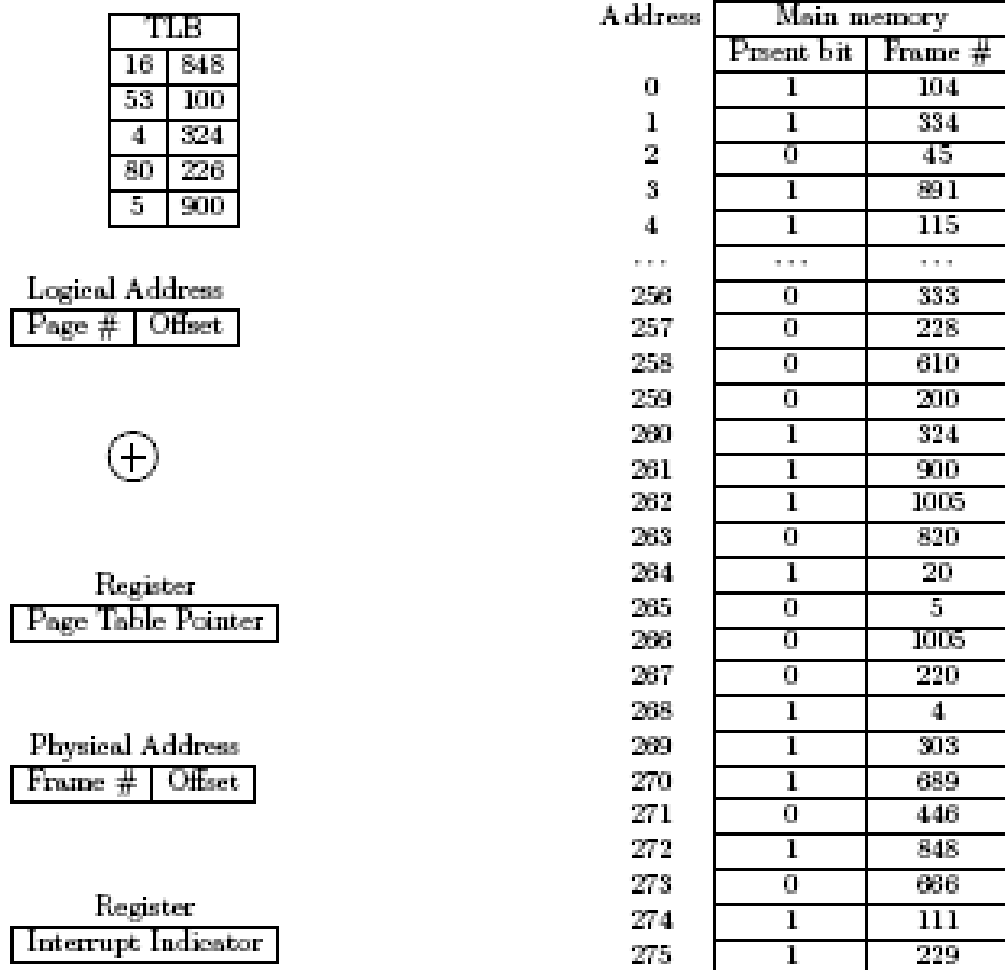 TLB
16 848
53 100
4 324
80 226
5 900
Logical Address
Page # Offset
+
Register
Page Table Pointer
Physical Address
Frame # Offset
Register
Interrupt Indicator
Address Main memory
Prsent bit Frame #
0 1 104
1 1 334
2 0 45
3 1 891
4 1 115
... ... ...
256 0 333
257 0 228
258 0 610
259 0 200
260 1 324
261 1 900
262 1 1005
263 0 820
264 1 20
265 0 5
266 0 1005
267 0 220
268 1 4
269 1 303
270 1 689
271 0 446
272 1 848
273 0 666
274 1 111
275 1 229